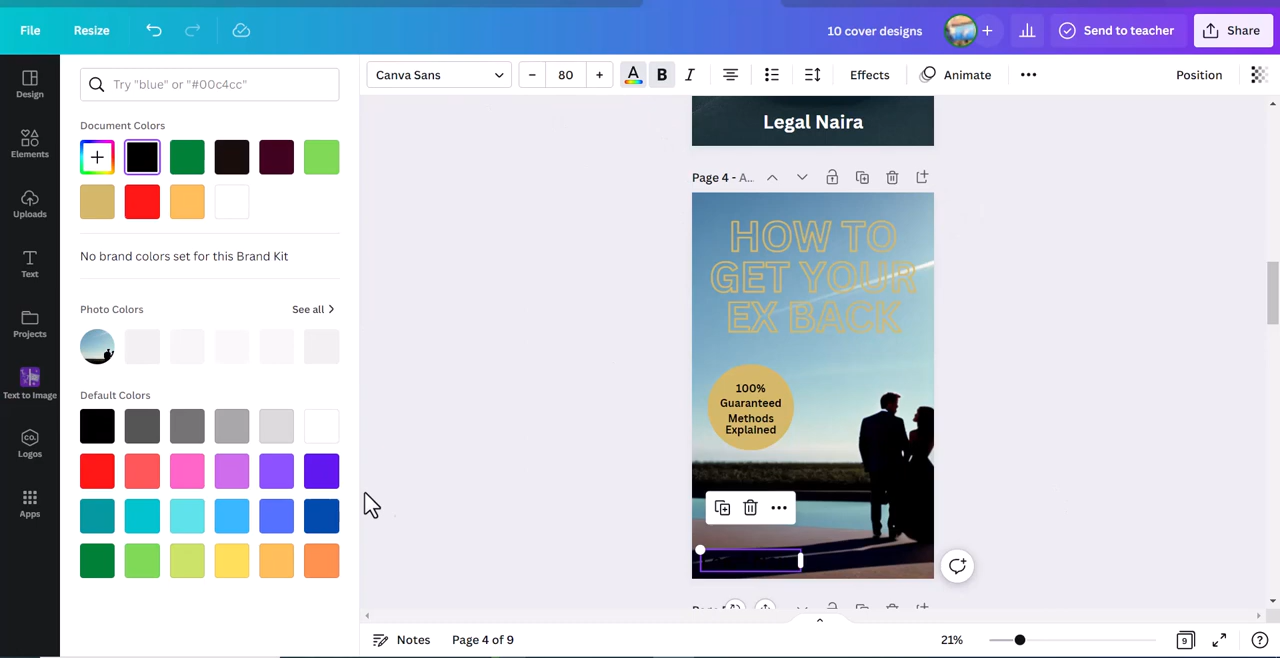 File
Resize
10 cover designs
Send to teacher
Share
Canva Sans
80
A
B
I
Effects
Animate
Position
Design
Elements
Uploads
Text
Projects
Text to Image
Logos
Apps
Try "blue" or "#00c4cc"
Document Colors
No brand colors set for this Brand Kit
Photo Colors
See all
Default Colors
Legal Naira
Page 4 - A...
HOW TO
GET YOUR
EX BACK
100%
Guaranteed
Methods
Explained
Notes
Page 4 of 9
21%
9